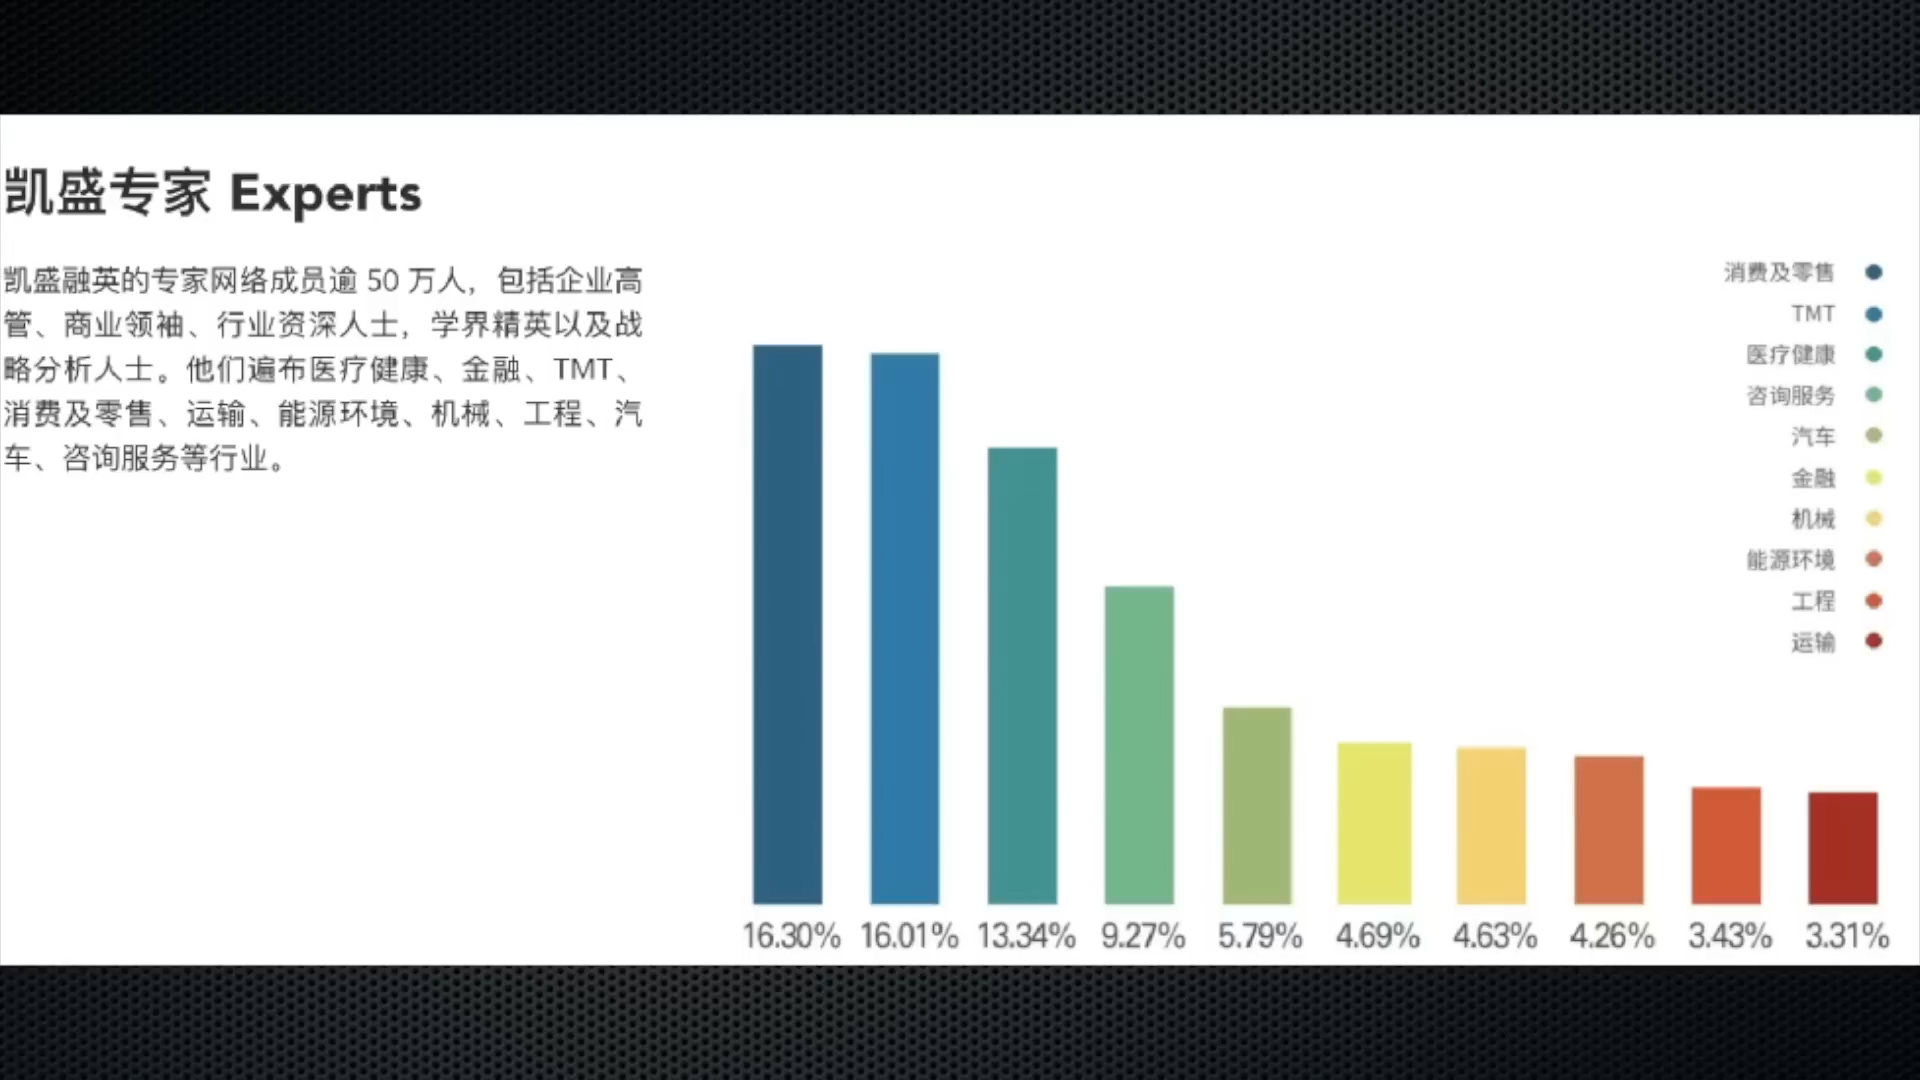 凯盛专家 Experts
凯盛融英的专家网络成员逾 50 万人，包括企业高
管、商业领袖、行业资深人士，学界精英以及战
略分析人士。他们遍布医疗健康、金融、TMT、
消费及零售、运输、能源环境、机械、工程、汽
车、咨询服务等行业。
消费及零售
TMT
医疗健康
咨询服务
汽车
金融
机械
能源环境
工程
运输
16.30% 16.01% 13.34% 9.27% 5.79% 4.69% 4.63% 4.26% 3.43% 3.31%